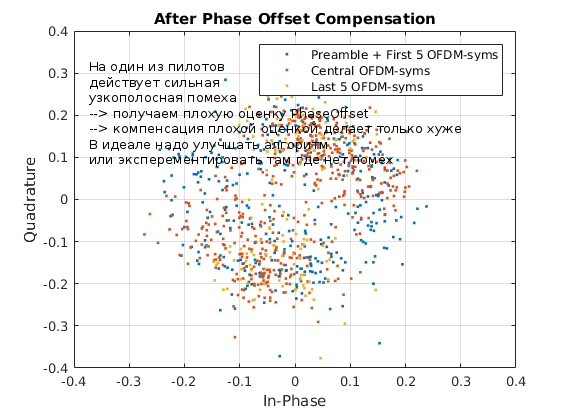 After Phase Offset Compensation
Preamble + First 5 OFDM-syms
Central OFDM-syms
Last 5 OFDM-syms
На один из пилотов
действует сильная
узкополосная помеха
--> получаем плохую оценку PhaseOffset
--> компенсация плохой оценкой делает только хуже
В идеале надо улучшать алгоритм
или эксперементировать там где нет помех
Quadrature
0.4
0.3
0.2
0.1
0
-0.1
-0.2
-0.3
-0.4
-0.4 -0.3 -0.2 -0.1 0 0.1 0.2 0.3 0.4
In-Phase